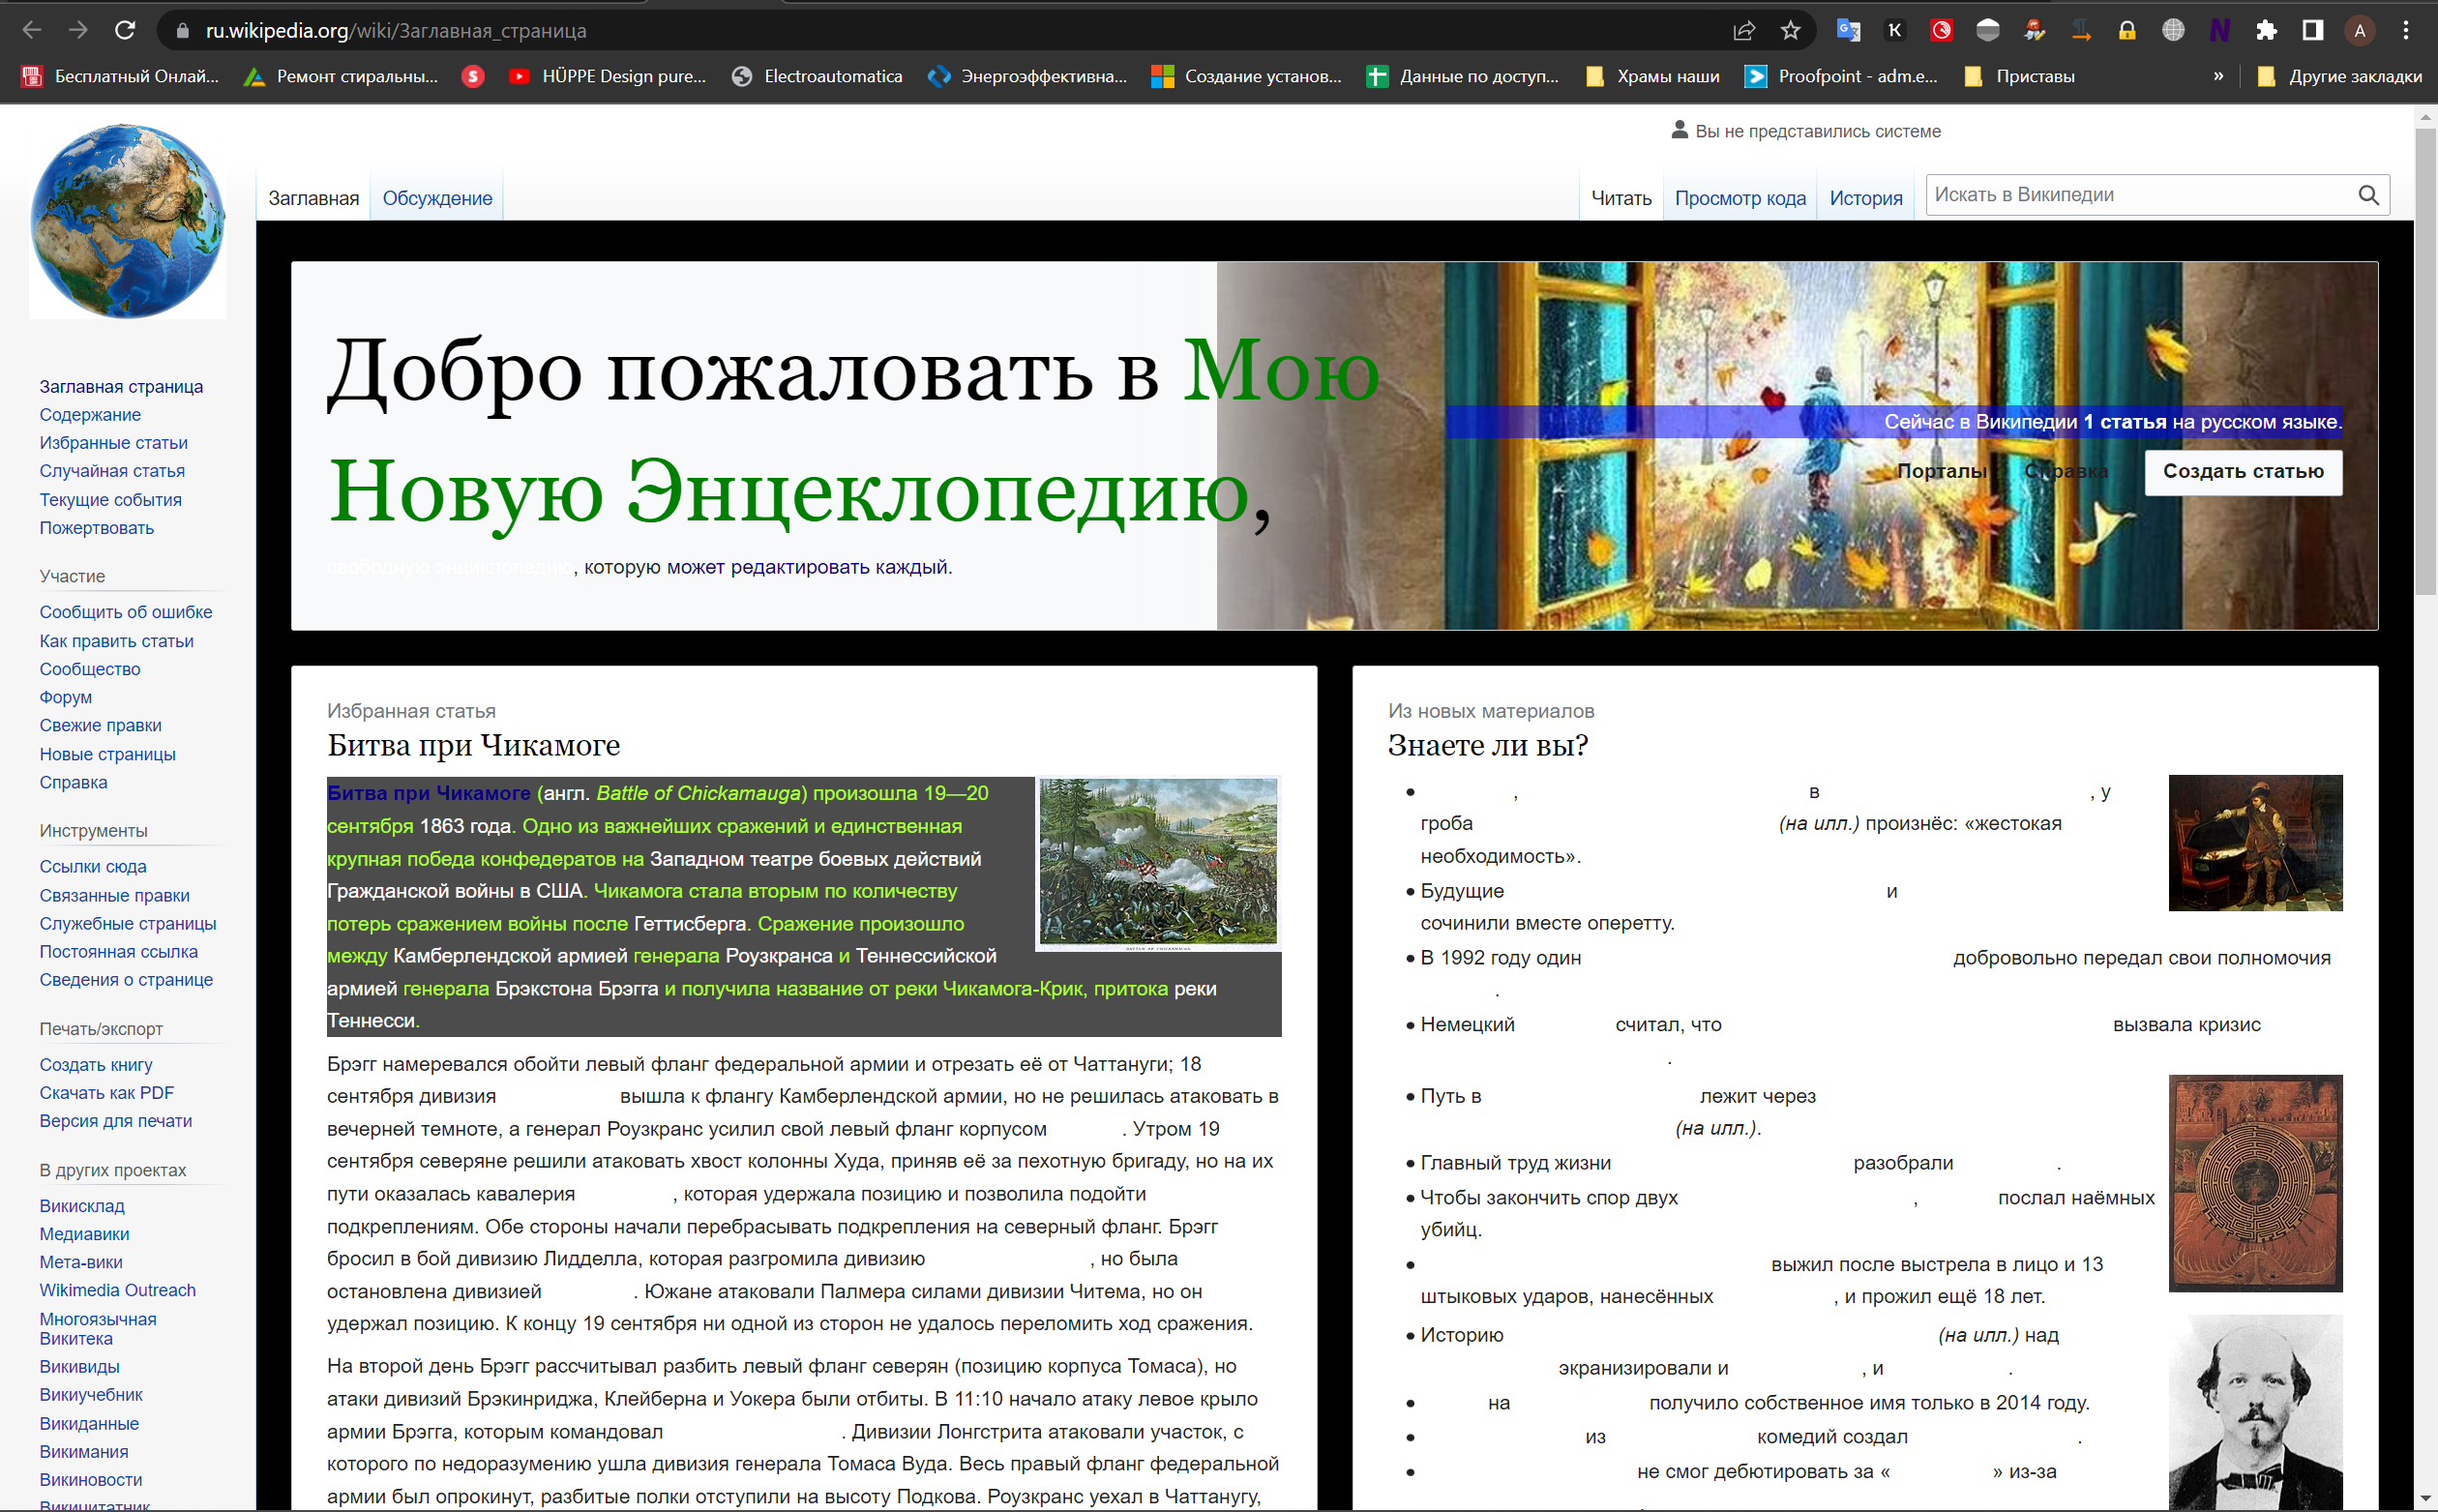 ru.wikipedia.org/wiki/Заглавная_страница
Бесплатный Онлай...
Ремонт стиральны...
HÜPPE Design pure...
Electroautomatica
Энергоэффективна...
Создание установ...
Данные по доступ...
Храмы наши
Proofpoint - adm.e...
Приставы
»
Другие закладки
Вы не представились системе
Заглавная
Обсуждение
Читать
Просмотр кода
История
Искать в Википедии
Заглавная страница
Содержание
Избранные статьи
Случайная статья
Текущие события
Пожертвовать
Участие
Сообщить об ошибке
Как править статьи
Сообщество
Форум
Свежие правки
Новые страницы
Справка
Инструменты
Ссылки сюда
Связанные правки
Служебные страницы
Постоянная ссылка
Сведения о странице
Печать/экспорт
Создать книгу
Скачать как PDF
Версия для печати
В других проектах
Викисклад
Медиавики
Мета-вики
Wikimedia Outreach
Многоязычная
Викитека
Викивиды
Викиучебник
Викиданные
Викимания
Викиновости
Викицитатник
Добро пожаловать в Мою
Новую Энцеклопедию,
свободную энциклопедию, которую может редактировать каждый.
Сейчас в Википедии 1 статья на русском языке.
Порталы
Справка
Создать статью
Избранная статья
Битва при Чикамоге
Битва при Чикамоге (англ. Battle of Chickamauga) произошла 19—20
сентября 1863 года. Одно из важнейших сражений и единственная
крупная победа конфедератов на Западном театре боевых действий
Гражданской войны в США. Чикамога стала вторым по количеству
потерь сражением войны после Геттисберга. Сражение произошло
между Камберлендской армией генерала Роузкранса и Теннессийской
армией генерала Брэкстона Брэгга и получила название от реки Чикамога-Крик, притока реки
Теннесси.
Брэгг намеревался обойти левый фланг федеральной армии и отрезать её от Чаттануги; 18
сентября дивизия вышла к флангу Камберлендской армии, но не решилась атаковать в
вечерней темноте, а генерал Роузкранс усилил свой левый фланг корпусом . Утром 19
сентября северяне решили атаковать хвост колонны Худа, приняв её за пехотную бригаду, но на их
пути оказалась кавалерия , которая удержала позицию и позволила подойти
подкреплениям. Обе стороны начали перебрасывать подкрепления на северный фланг. Брэгг
бросил в бой дивизию Лидделла, которая разгромила дивизию , но была
остановлена дивизией . Южане атаковали Палмера силами дивизии Читема, но он
удержал позицию. К концу 19 сентября ни одной из сторон не удалось переломить ход сражения.
На второй день Брэгг рассчитывал разбить левый фланг северян (позицию корпуса Томаса), но
атаки дивизий Брэкинриджа, Клейберна и Уокера были отбиты. В 11:10 начало атаку левое крыло
армии Брэгга, которым командовал . Дивизии Лонгстрита атаковали участок, с
которого по недоразумению ушла дивизия генерала Томаса Вуда. Весь правый фланг федеральной
армии был опрокинут, разбитые полки отступили на высоту Подкова. Роузкранс уехал в Чаттанугу,
Из новых материалов
Знаете ли вы?
, в , у
гроба (на илл.) произнёс: «жестокая
необходимость».
Будущие и
сочинили вместе оперетту.
В 1992 году один добровольно передал свои полномочия
.
Немецкий считал, что вызвала кризис
.
Путь в лежит через
(на илл.).
Главный труд жизни разобрали .
Чтобы закончить спор двух , послал наёмных
убийц.
выжил после выстрела в лицо и 13
штыковых ударов, нанесённых , и прожил ещё 18 лет.
Историю (на илл.) над
экранизировали и , и .
на получило собственное имя только в 2014 году.
из комедий создал .
не смог дебютировать за « » из-за